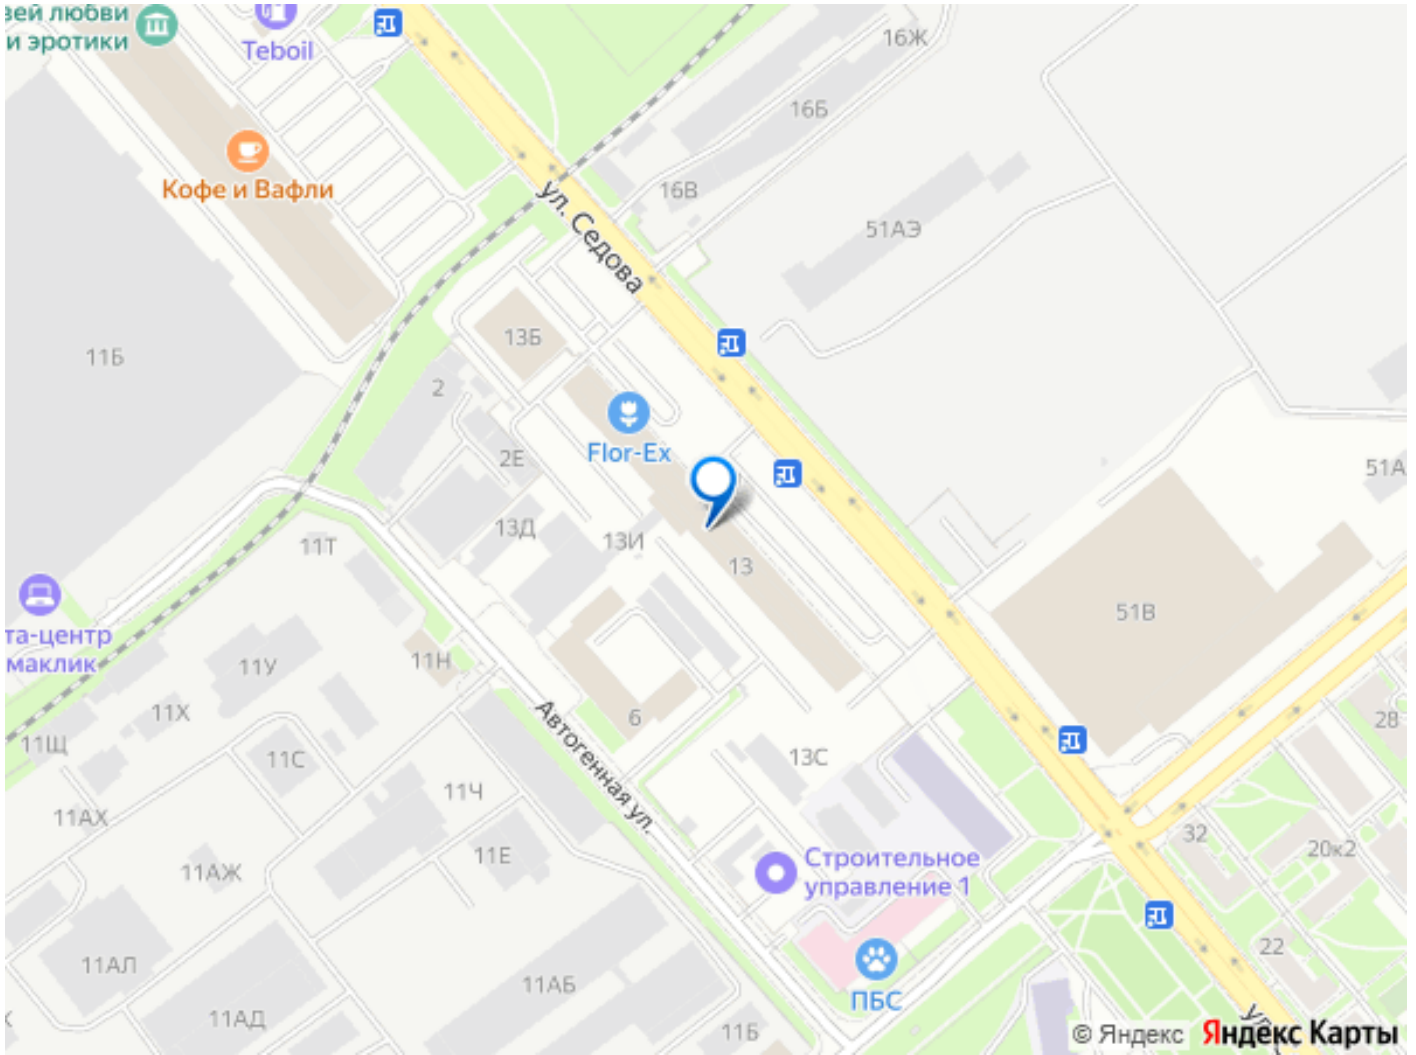 зей любви
и эротики
Teboil
16Ж
16Б
Кофе и Вафли
16В
ул. Седова
51АЭ
13Б
11Б
2
Flor-Ex
2Е
51А
13Д
13И
11Т
13
та-центр
маклик
51В
11У
11Н
11Х
Автогенная ул.
6
28
11Щ
11С
13С
11Ч
11АХ
32
20к2
11Е
Строительное
управление 1
11АЖ
22
11АЛ
11АБ
ПБС
11АД
11Б
© Яндекс
Яндекс Карты